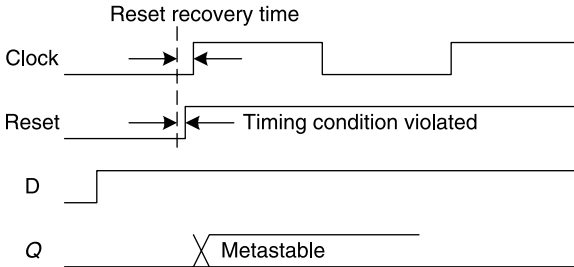 Reset recovery time
Clock
Reset
Timing condition violated
D
Q
Metastable